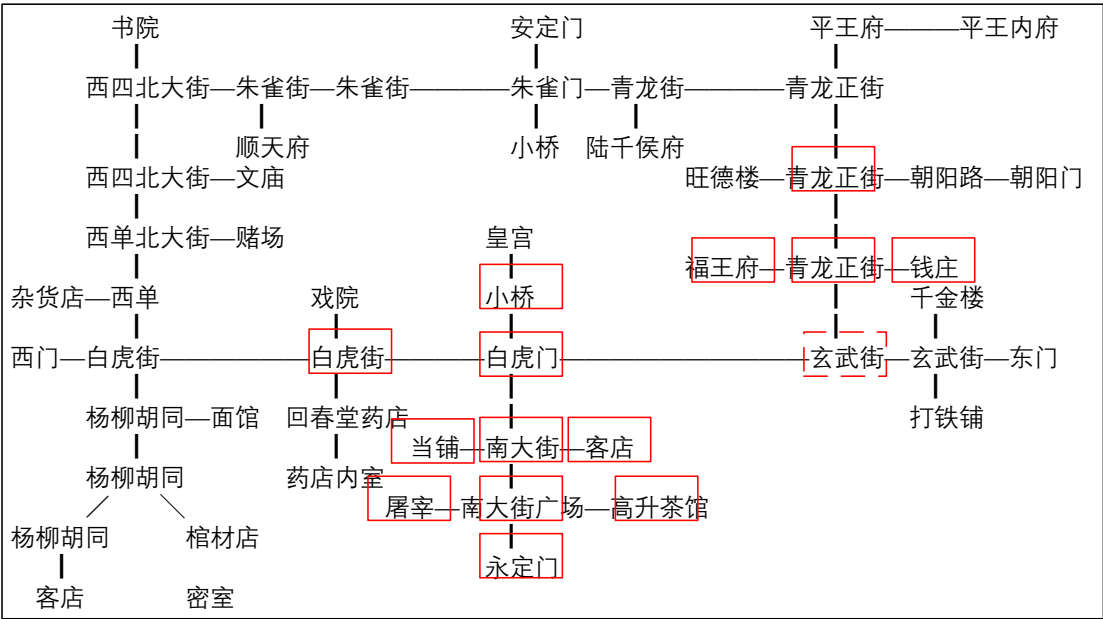 书院 安定门 平王府 平王内府
西四北大街 朱雀街 朱雀街 朱雀门 青龙街 青龙正街
顺天府 小桥 陆千侯府
西四北大街 文庙 旺德楼 青龙正街 朝阳路 朝阳门
西单北大街 赌场 皇宫
福王府 青龙正街 钱庄
杂货店 西单 戏院 小桥 千金楼
西门 白虎街 白虎街 白虎门 玄武街 玄武街 东门
杨柳胡同 面馆 回春堂药店 打铁铺
当铺 南大街 客店
杨柳胡同 药店内室
屠宰 南大街广场 高升茶馆
杨柳胡同 棺材店
永定门
客店 密室